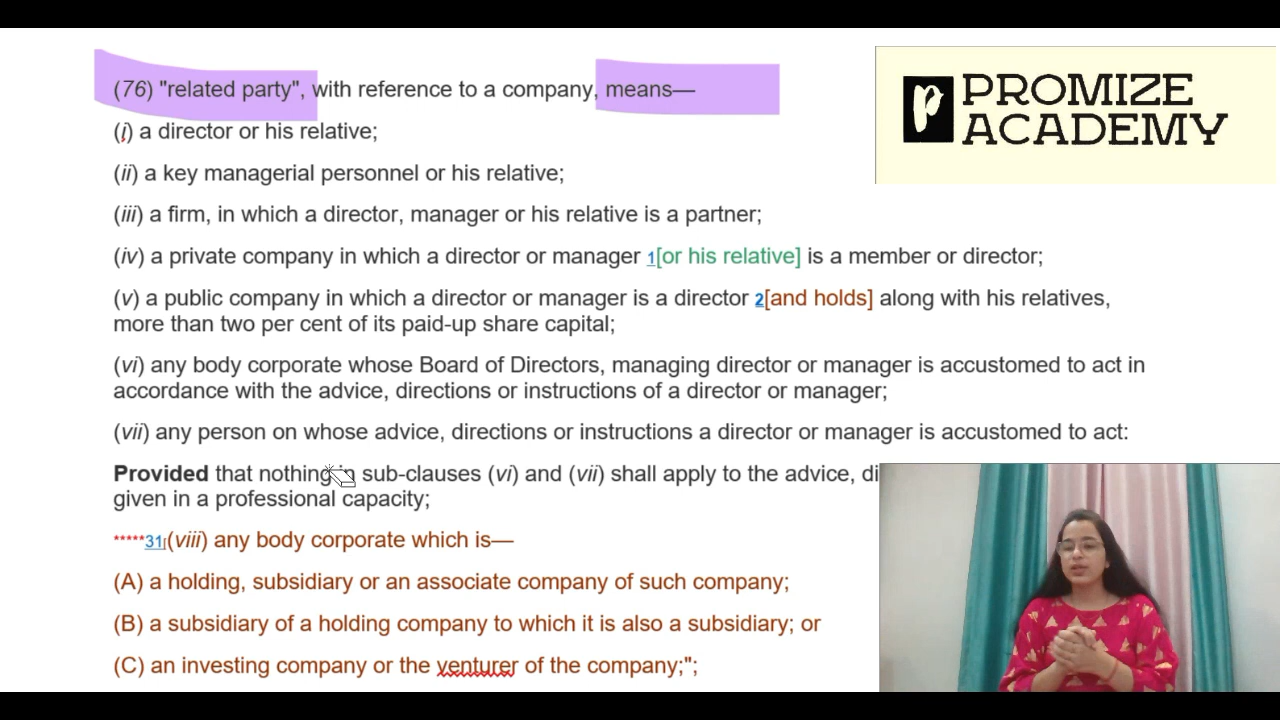 (76) "related party", with reference to a company, means—
PROMIZE
ACADEMY
(i) a director or his relative;
(ii) a key managerial personnel or his relative;
(iii) a firm, in which a director, manager or his relative is a partner;
(iv) a private company in which a director or manager 1[or his relative] is a member or director;
(v) a public company in which a director or manager is a director 2[and holds] along with his relatives,
more than two per cent of its paid-up share capital;
(vi) any body corporate whose Board of Directors, managing director or manager is accustomed to act in
accordance with the advice, directions or instructions of a director or manager;
(vii) any person on whose advice, directions or instructions a director or manager is accustomed to act:
Provided that nothing in sub-clauses (vi) and (vii) shall apply to the advice, di
given in a professional capacity;
*****31[(viii) any body corporate which is—
(A) a holding, subsidiary or an associate company of such company;
(B) a subsidiary of a holding company to which it is also a subsidiary; or
(C) an investing company or the venturer of the company;";